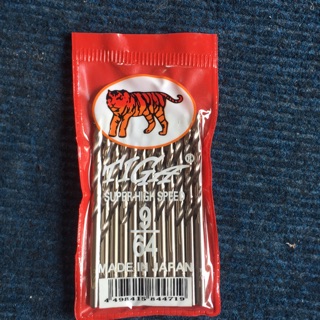 TIGER®
SUPER HIGH SPEED
9
64
MADE IN JAPAN
4 498415 844719